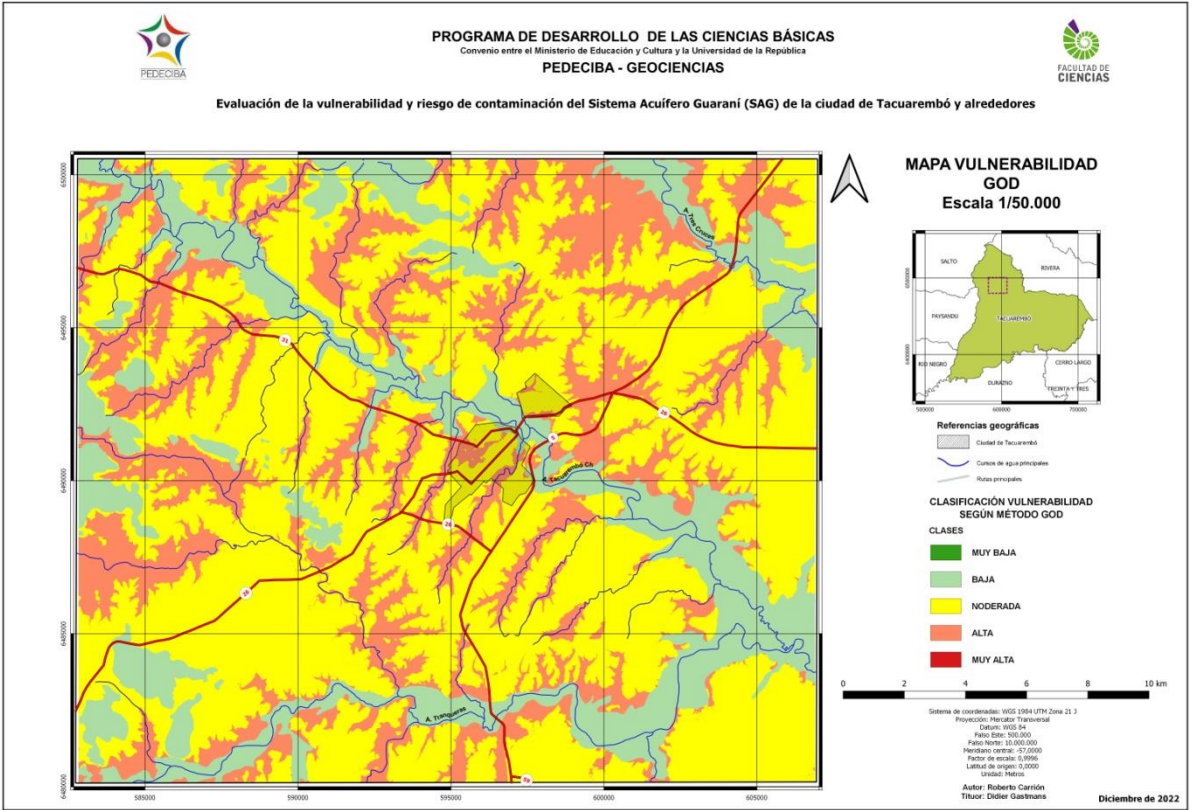 PEDECIBA
PROGRAMA DE DESARROLLO DE LAS CIENCIAS BÁSICAS
Convenio entre el Ministerio de Educación y Cultura y la Universidad de la República
PEDECIBA - GEOCIENCIAS
FACULTAD DE
CIENCIAS
Evaluación de la vulnerabilidad y riesgo de contaminación del Sistema Acuífero Guaraní (SAG) de la ciudad de Tacuarembó y alrededores
6500000
6495000
6490000
6485000
6480000
585000
590000
595000
600000
605000
A. Tres Cruces
31
26
5
A. Tacuarembó Ch
26
26
A. Tranqueras
59
MAPA VULNERABILIDAD
GOD
Escala 1/50.000
SALTO
RIVERA
PAYSANDU
TACUAREMBO
RIO NEGRO
CERRO LARGO
DURAZNO
TREINTA Y TRES
6400000
500000
600000
700000
Referencias geográficas
Ciudad de Tacuarembó
Cursos de agua principales
Rutas principales
CLASIFICACIÓN VULNERABILIDAD
SEGÚN MÉTODO GOD
CLASES
MUY BAJA
BAJA
NODERADA
ALTA
MUY ALTA
0 2 4 6 8 10 km
Sistema de coordenadas: WGS 1984 UTM Zona 21 J
Proyección: Mercator Transversal
Datum: WGS 84
Falso Este: 500.000
Falso Norte: 10.000.000
Meridiano central: -57,0000
Factor de escala: 0,9996
Latitud de origen: 0,0000
Unidad: Metros
Autor: Roberto Carrión
Tituor: Didier Gastmans
Diciembre de 2022